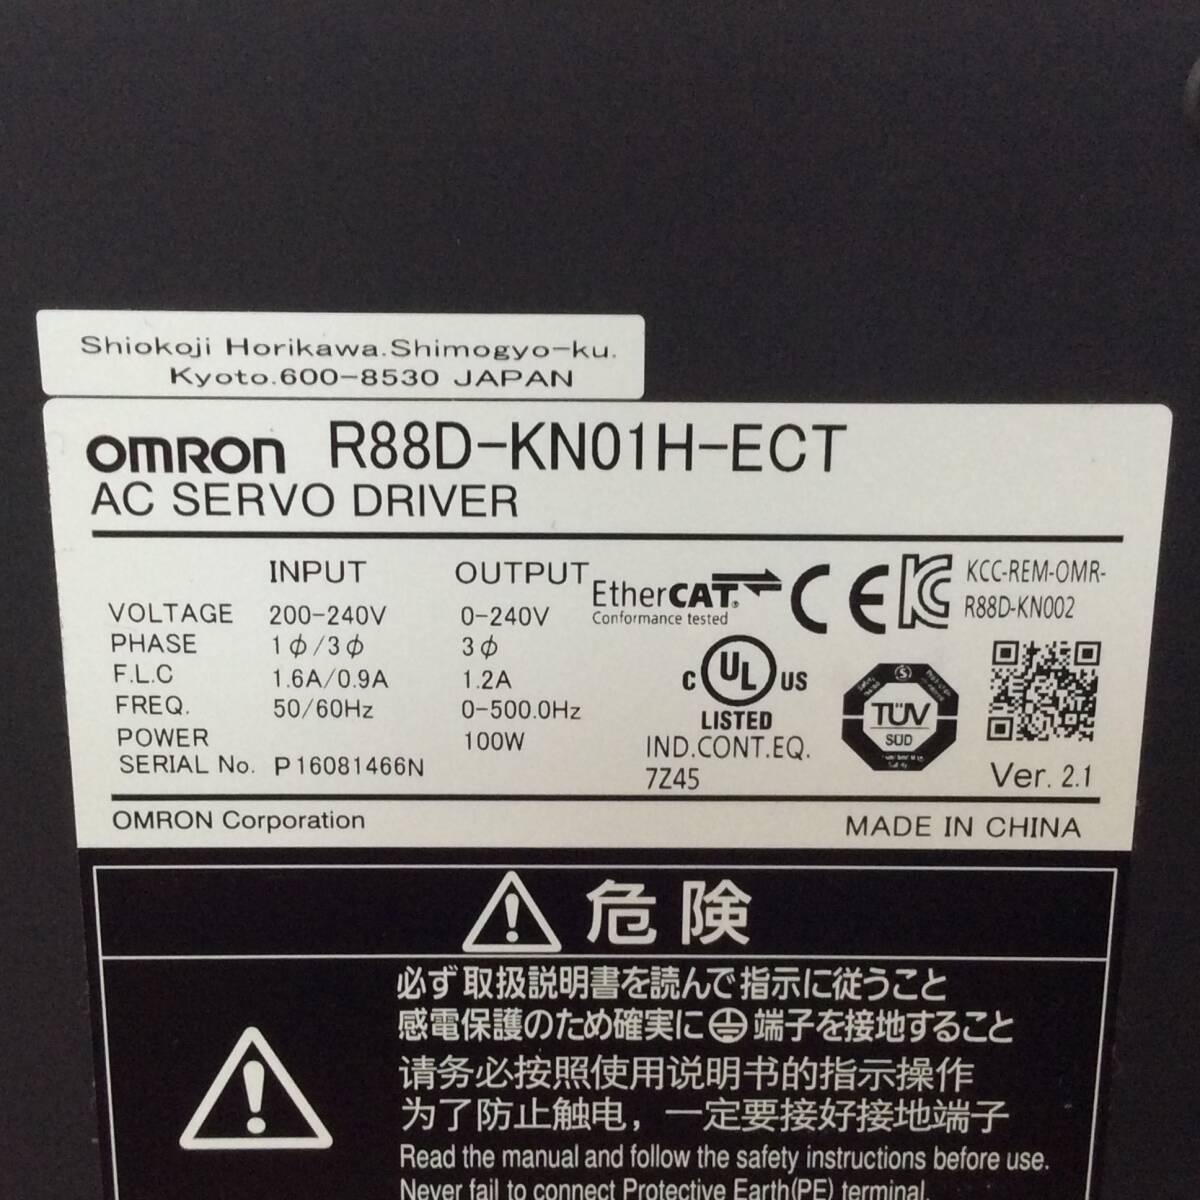 Shiokoji Horikawa.Shimogyo-ku.
Kyoto.600-8530 JAPAN
OMRON R88D-KN01H-ECT
AC SERVO DRIVER
INPUT OUTPUT
VOLTAGE 200-240V 0-240V
PHASE 1φ/3φ 3φ
F.L.C 1.6A/0.9A 1.2A
FREQ. 50/60Hz 0-500.0Hz
POWER 100W
SERIAL No. P16081466N
EtherCAT®
Conformance tested
CE
KCC-REM-OMR-
R88D-KN002
C UL US
LISTED
IND.CONT.EQ.
7Z45
TÜV
SÜD
Ver. 2.1
OMRON Corporation MADE IN CHINA
危険
必ず取扱説明書を読んで指示に従うこと
感電保護のため確実に端子を接地すること
请务必按照使用说明书的指示操作
为了防止触电，一定要接好接地端子
Read the manual and follow the safety instructions before use.
Never fail to connect Protective Earth(PE) terminal.